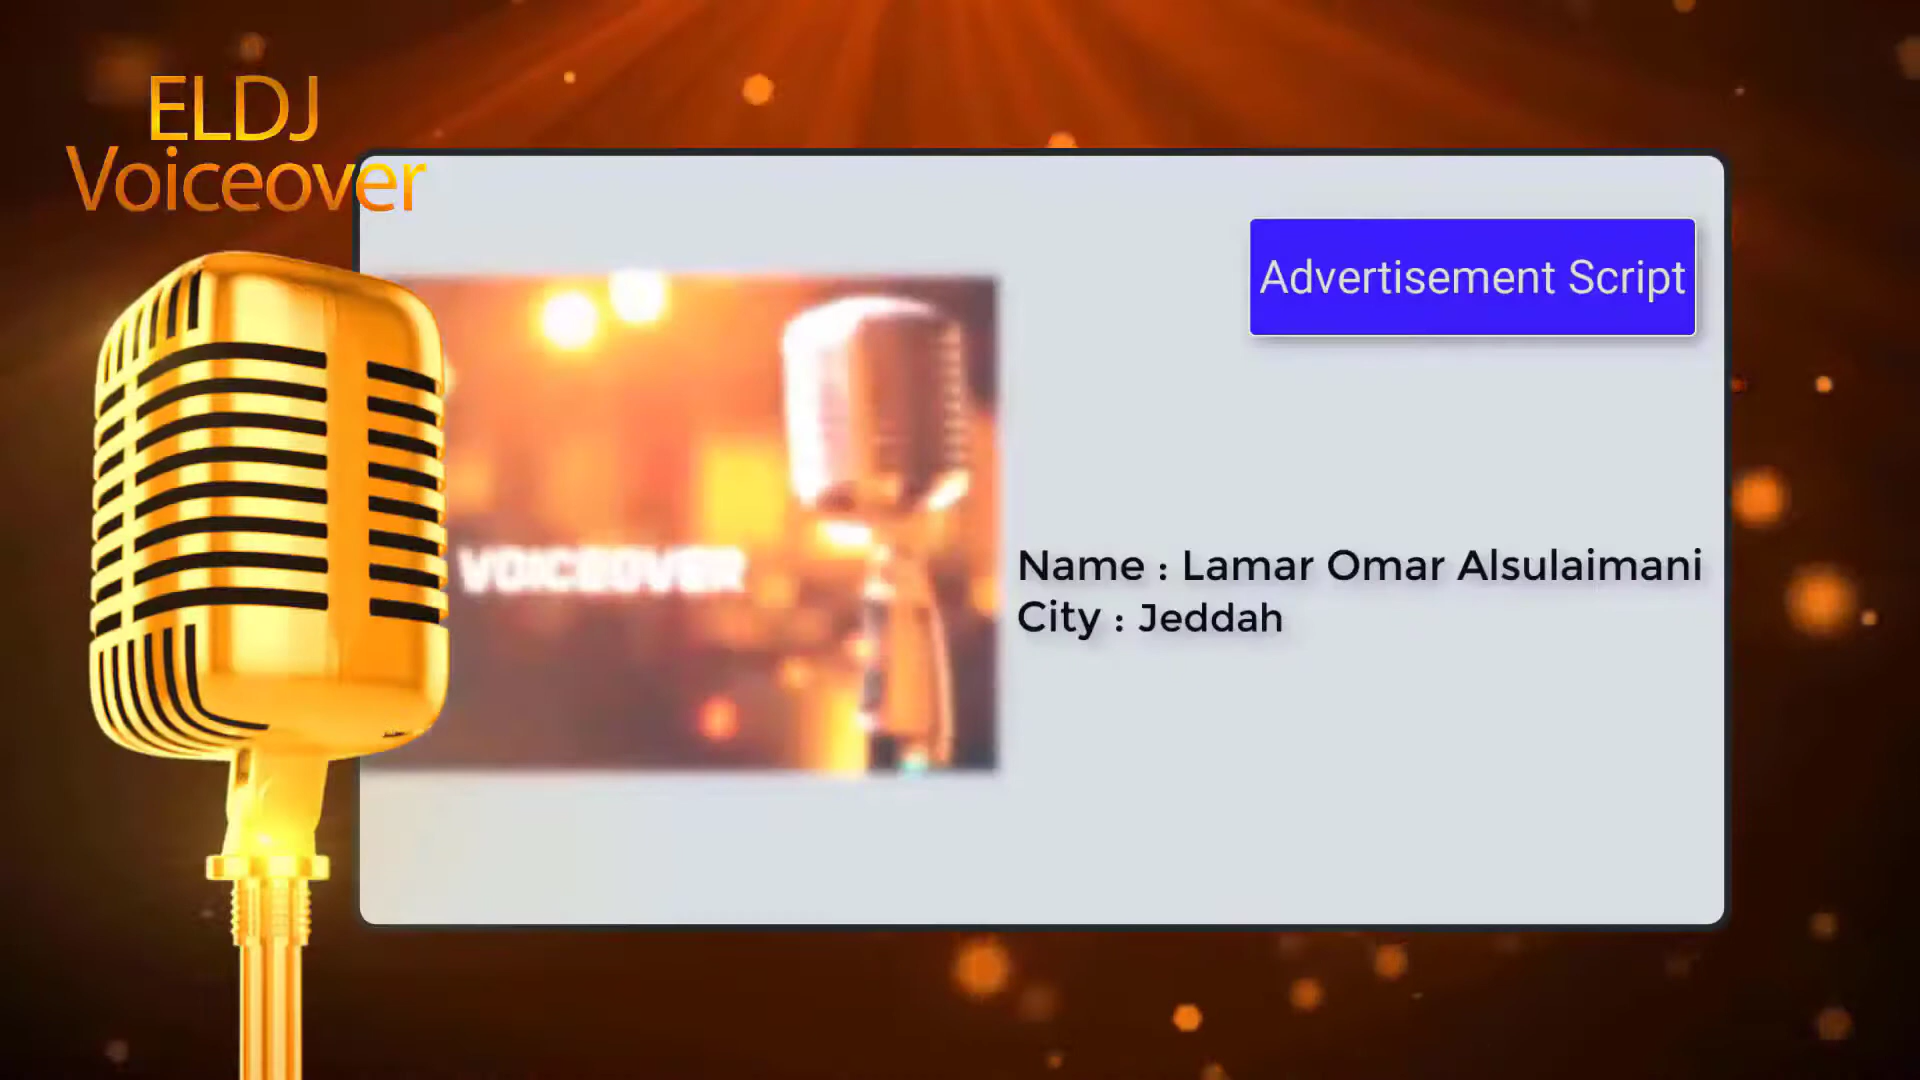 ELDJ
Voiceover
Advertisement Script
VOICEOVER
Name : Lamar Omar Alsulaimani
City : Jeddah